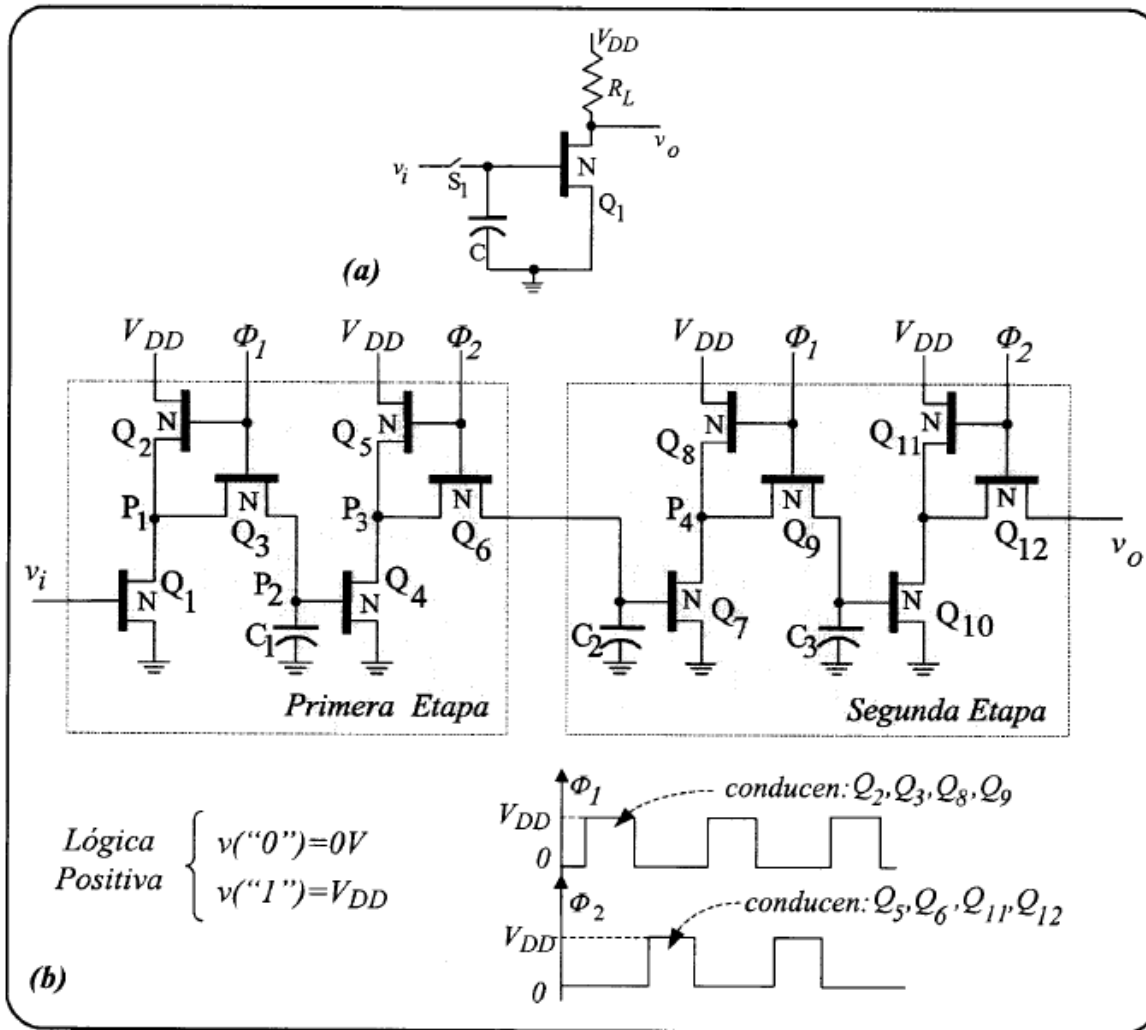 V_DD
R_L
v_o
v_i
S_1
N
Q_1
C
(a)
V_DD Φ_1 V_DD Φ_2 V_DD Φ_1 V_DD Φ_2
N N N N
Q_2 Q_5 Q_8 Q_11
P_1 N P_3 N P_4 N N
Q_3 Q_6 Q_9 Q_12
v_o
v_i N Q_1 P_2 N Q_4 N Q_7 N Q_10
C_1 C_2 C_3
Primera Etapa
Segunda Etapa
Φ_1 conducen: Q_2, Q_3, Q_8, Q_9
V_DD
0
Lógica Positiva
v("0")=0V
v("1")=V_DD
Φ_2 conducen: Q_5, Q_6, Q_11, Q_12
V_DD
0
(b)